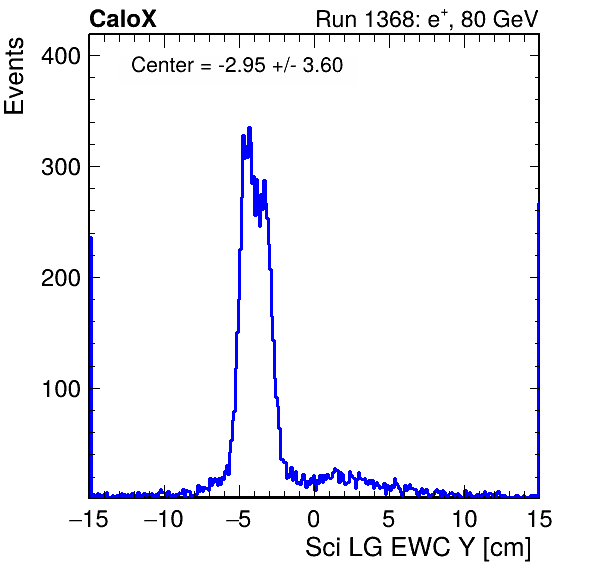 CaloX Run 1368: e⁺, 80 GeV
Center = -2.95 +/- 3.60
Events
400
300
200
100
−15 −10 −5 0 5 10 15
Sci LG EWC Y [cm]